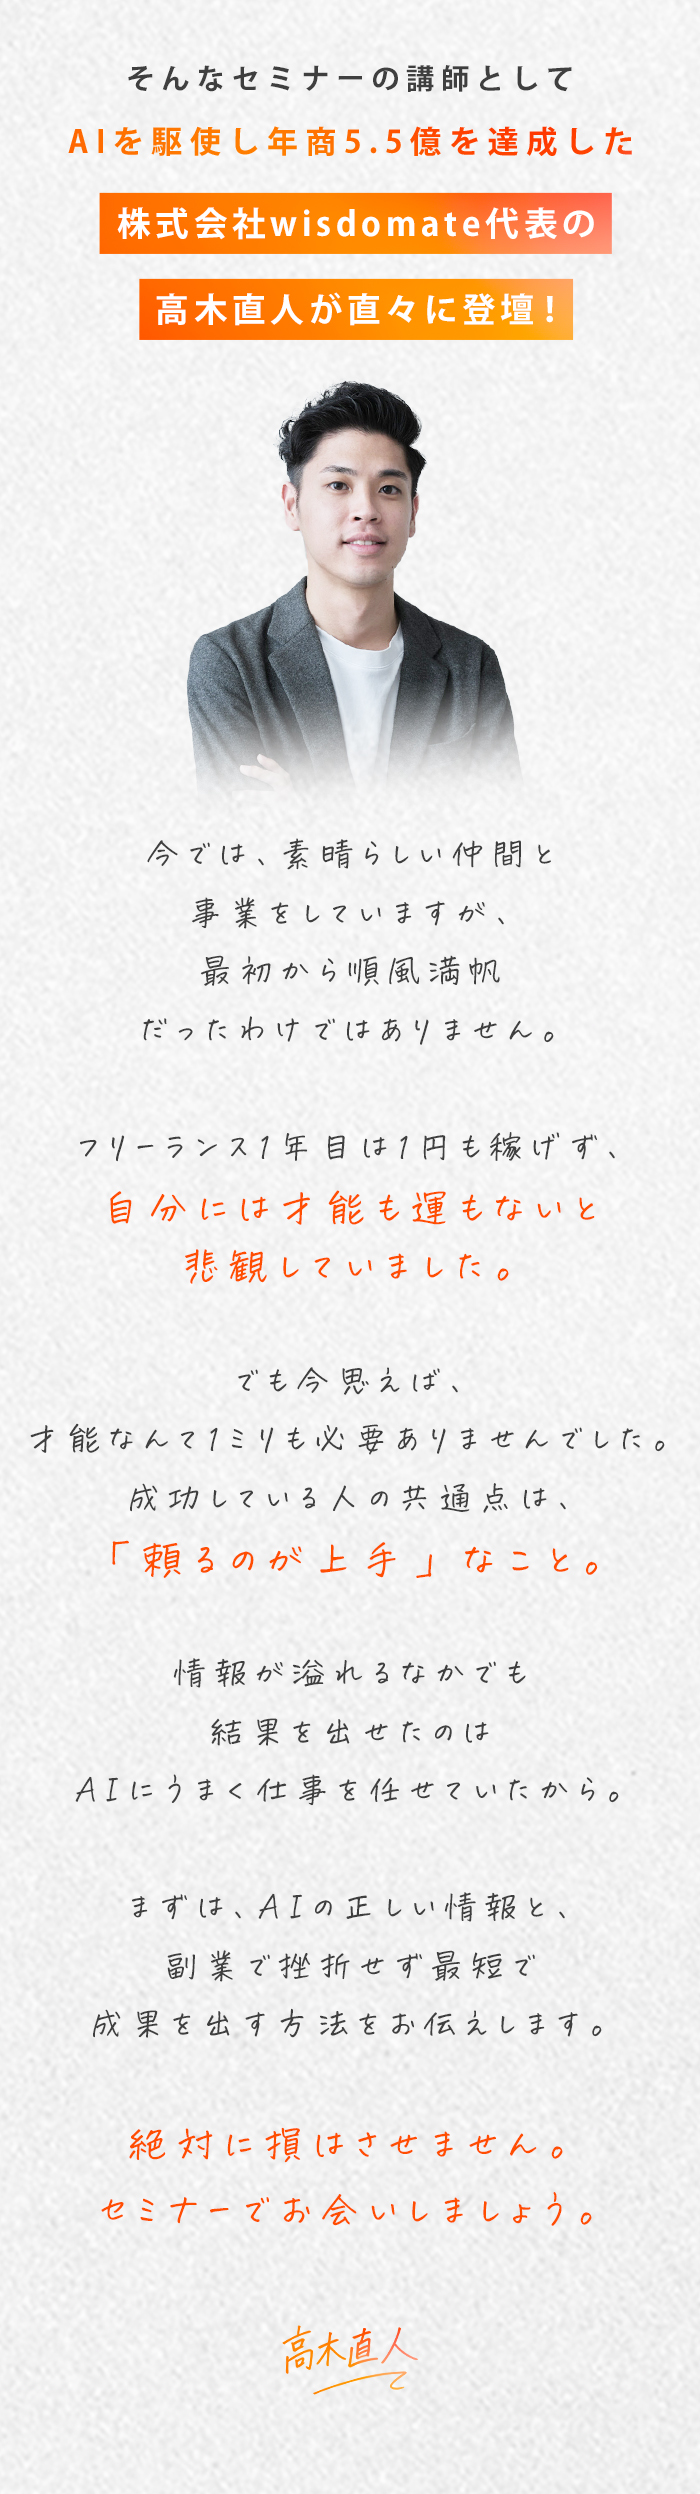 そんなセミナーの講師として
AIを駆使し年商5.5億を達成した
株式会社wisdomate代表の
高木直人が直々に登壇！
今では、素晴らしい仲間と
事業をしていますが、
最初から順風満帆
だったわけではありません。
フリーランス1年目は1円も稼げず、
自分には才能も運もないと
悲観していました。
でも今思えば、
才能なんて1ミリも必要ありませんでした。
成功している人の共通点は、
「頼るのが上手」なこと。
情報が溢れるなかでも
結果を出せたのは
AIにうまく仕事を任せていたから。
まずは、AIの正しい情報と、
副業で挫折せず最短で
成果を出す方法をお伝えします。
絶対に損はさせません。
セミナーでお会いしましょう。
高木直人